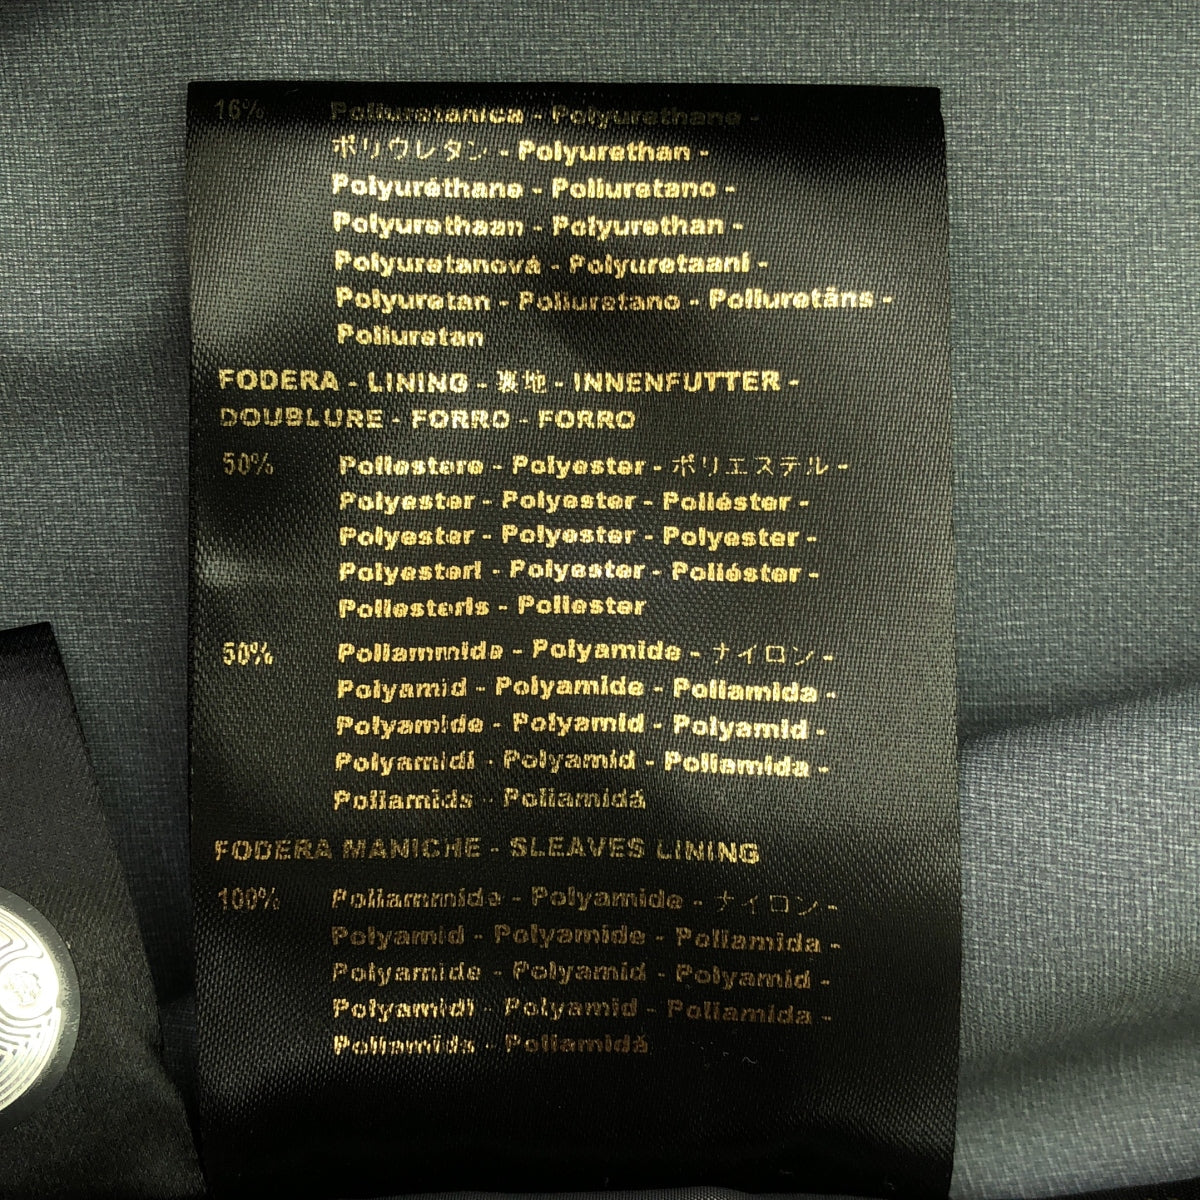 16% Poliuretanica - Polyurethane -
ポリウレタン - Polyurethan -
Polyuréthane - Poliuretano -
Polyurethaan - Polyurethan -
Polyuretanová - Polyuretaani -
Polyuretan - Poliuretano - Poliuretāns -
Poliuretan
FODERA - LINING - 裏地 - INNENFUTTER -
DOUBLURE - FORRO - FORRO
50% Poliestere - Polyester - ポリエステル -
Polyester - Polyester - Poliéster -
Polyester - Polyester - Polyester -
Polyesteri - Polyester - Poliéster -
Poliesteris - Poliester
50% Poliammide - Polyamide - ナイロン -
Polyamid - Polyamide - Poliamida -
Polyamide - Polyamid - Polyamid -
Polyamidi - Polyamid - Poliamida -
Poliamīds - Poliamidă
FODERA MANICHE - SLEAVES LINING
100% Poliammide - Polyamide - ナイロン -
Polyamid - Polyamide - Poliamida -
Polyamide - Polyamid - Polyamid -
Polyamidi - Polyamid - Poliamida -
Poliamīds - Poliamidă